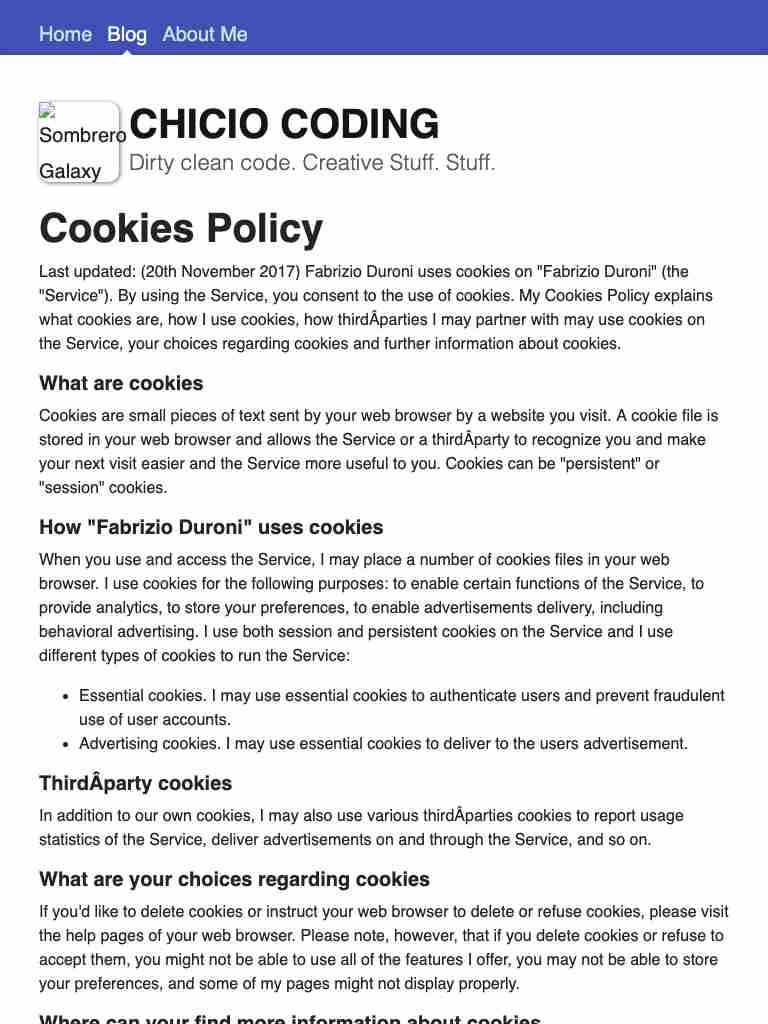 Home Blog About Me
Sombrero
Galaxy
CHICIO CODING
Dirty clean code. Creative Stuff. Stuff.
Cookies Policy
Last updated: (20th November 2017) Fabrizio Duroni uses cookies on "Fabrizio Duroni" (the
"Service"). By using the Service, you consent to the use of cookies. My Cookies Policy explains
what cookies are, how I use cookies, how thirdÂparties I may partner with may use cookies on
the Service, your choices regarding cookies and further information about cookies.
What are cookies
Cookies are small pieces of text sent by your web browser by a website you visit. A cookie file is
stored in your web browser and allows the Service or a thirdÂparty to recognize you and make
your next visit easier and the Service more useful to you. Cookies can be "persistent" or
"session" cookies.
How "Fabrizio Duroni" uses cookies
When you use and access the Service, I may place a number of cookies files in your web
browser. I use cookies for the following purposes: to enable certain functions of the Service, to
provide analytics, to store your preferences, to enable advertisements delivery, including
behavioral advertising. I use both session and persistent cookies on the Service and I use
different types of cookies to run the Service:
• Essential cookies. I may use essential cookies to authenticate users and prevent fraudulent
use of user accounts.
• Advertising cookies. I may use essential cookies to deliver to the users advertisement.
ThirdÂparty cookies
In addition to our own cookies, I may also use various thirdÂparties cookies to report usage
statistics of the Service, deliver advertisements on and through the Service, and so on.
What are your choices regarding cookies
If you'd like to delete cookies or instruct your web browser to delete or refuse cookies, please visit
the help pages of your web browser. Please note, however, that if you delete cookies or refuse to
accept them, you might not be able to use all of the features I offer, you may not be able to store
your preferences, and some of my pages might not display properly.
Where can your find more information about cookies